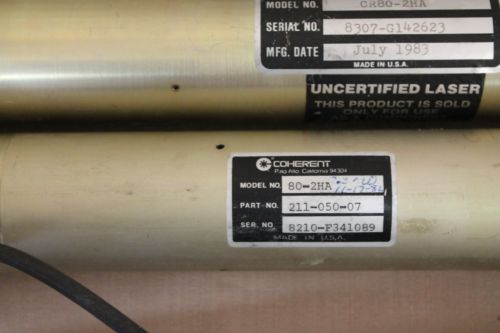 MODEL NO. CR80-2HA
SERIAL NO. 8307-G142623
MFG. DATE July 1983
MADE IN U.S.A.
UNCERTIFIED LASER
THIS PRODUCT IS SOLD
ONLY FOR USE
COHERENT
Palo Alto, California 94304
MODEL NO. 80-2HA
PART NO. 211-050-07
SER. NO. 8210-F341089
MADE IN U.S.A.